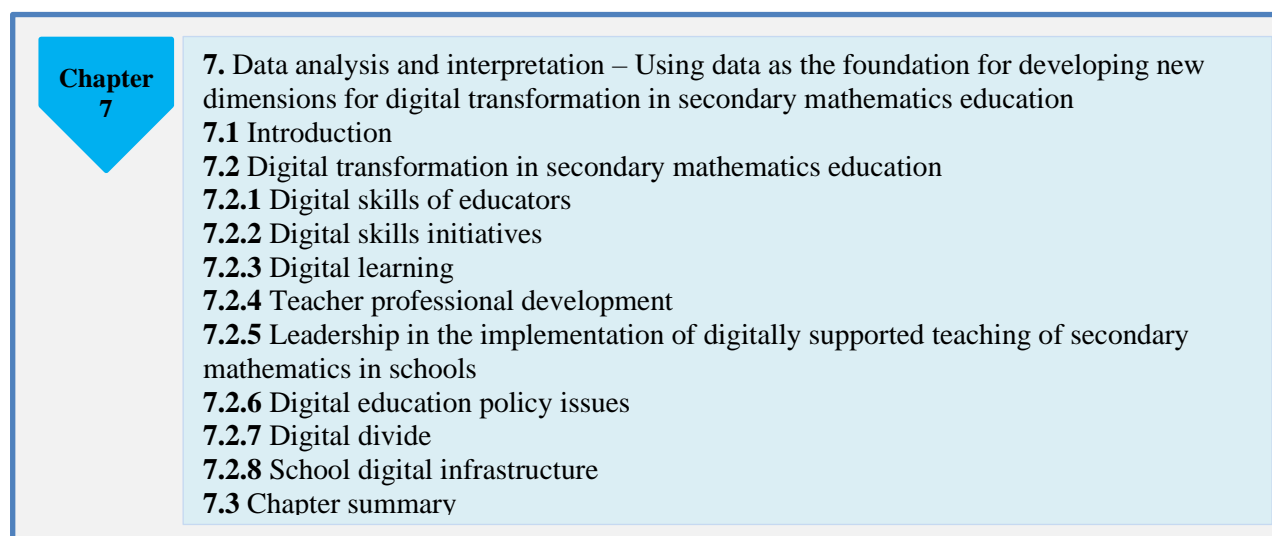 Chapter
7
7. Data analysis and interpretation – Using data as the foundation for developing new
dimensions for digital transformation in secondary mathematics education
7.1 Introduction
7.2 Digital transformation in secondary mathematics education
7.2.1 Digital skills of educators
7.2.2 Digital skills initiatives
7.2.3 Digital learning
7.2.4 Teacher professional development
7.2.5 Leadership in the implementation of digitally supported teaching of secondary
mathematics in schools
7.2.6 Digital education policy issues
7.2.7 Digital divide
7.2.8 School digital infrastructure
7.3 Chapter summary